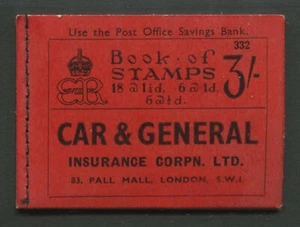 Use the Post Office Savings Bank.
332
Book of
STAMPS 3/-
18 @ 1½d. 6 @ 1d.
6 @ ½d.
CAR & GENERAL
INSURANCE CORPN. LTD.
83, PALL MALL, LONDON, S.W.1.